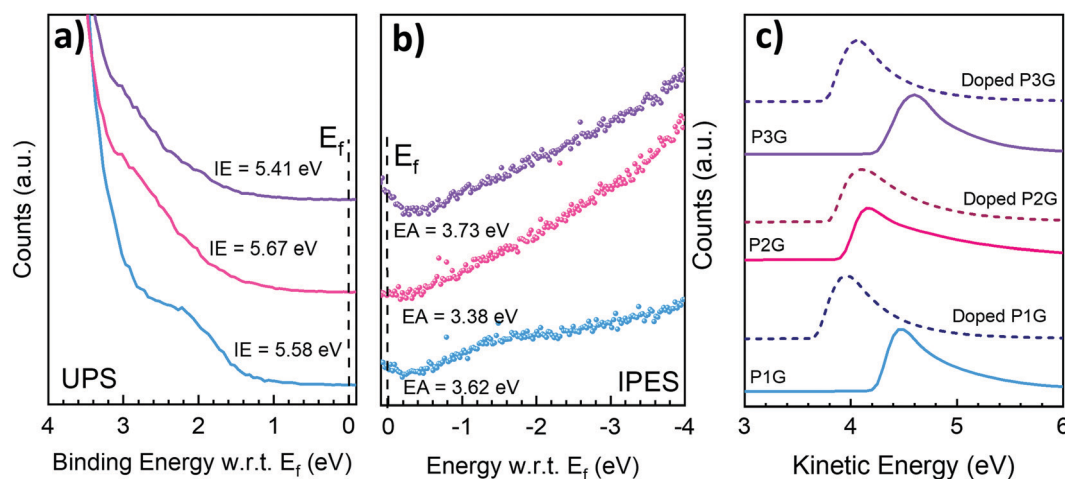 a)
E_f
IE = 5.41 eV
IE = 5.67 eV
IE = 5.58 eV
UPS
Counts (a.u.)
4 3 2 1 0
Binding Energy w.r.t. E_f (eV)
b)
E_f
EA = 3.73 eV
EA = 3.38 eV
EA = 3.62 eV
IPES
0 -1 -2 -3 -4
Energy w.r.t. E_f (eV)
c)
Counts (a.u.)
Doped P3G
P3G
Doped P2G
P2G
Doped P1G
P1G
3 4 5 6
Kinetic Energy (eV)